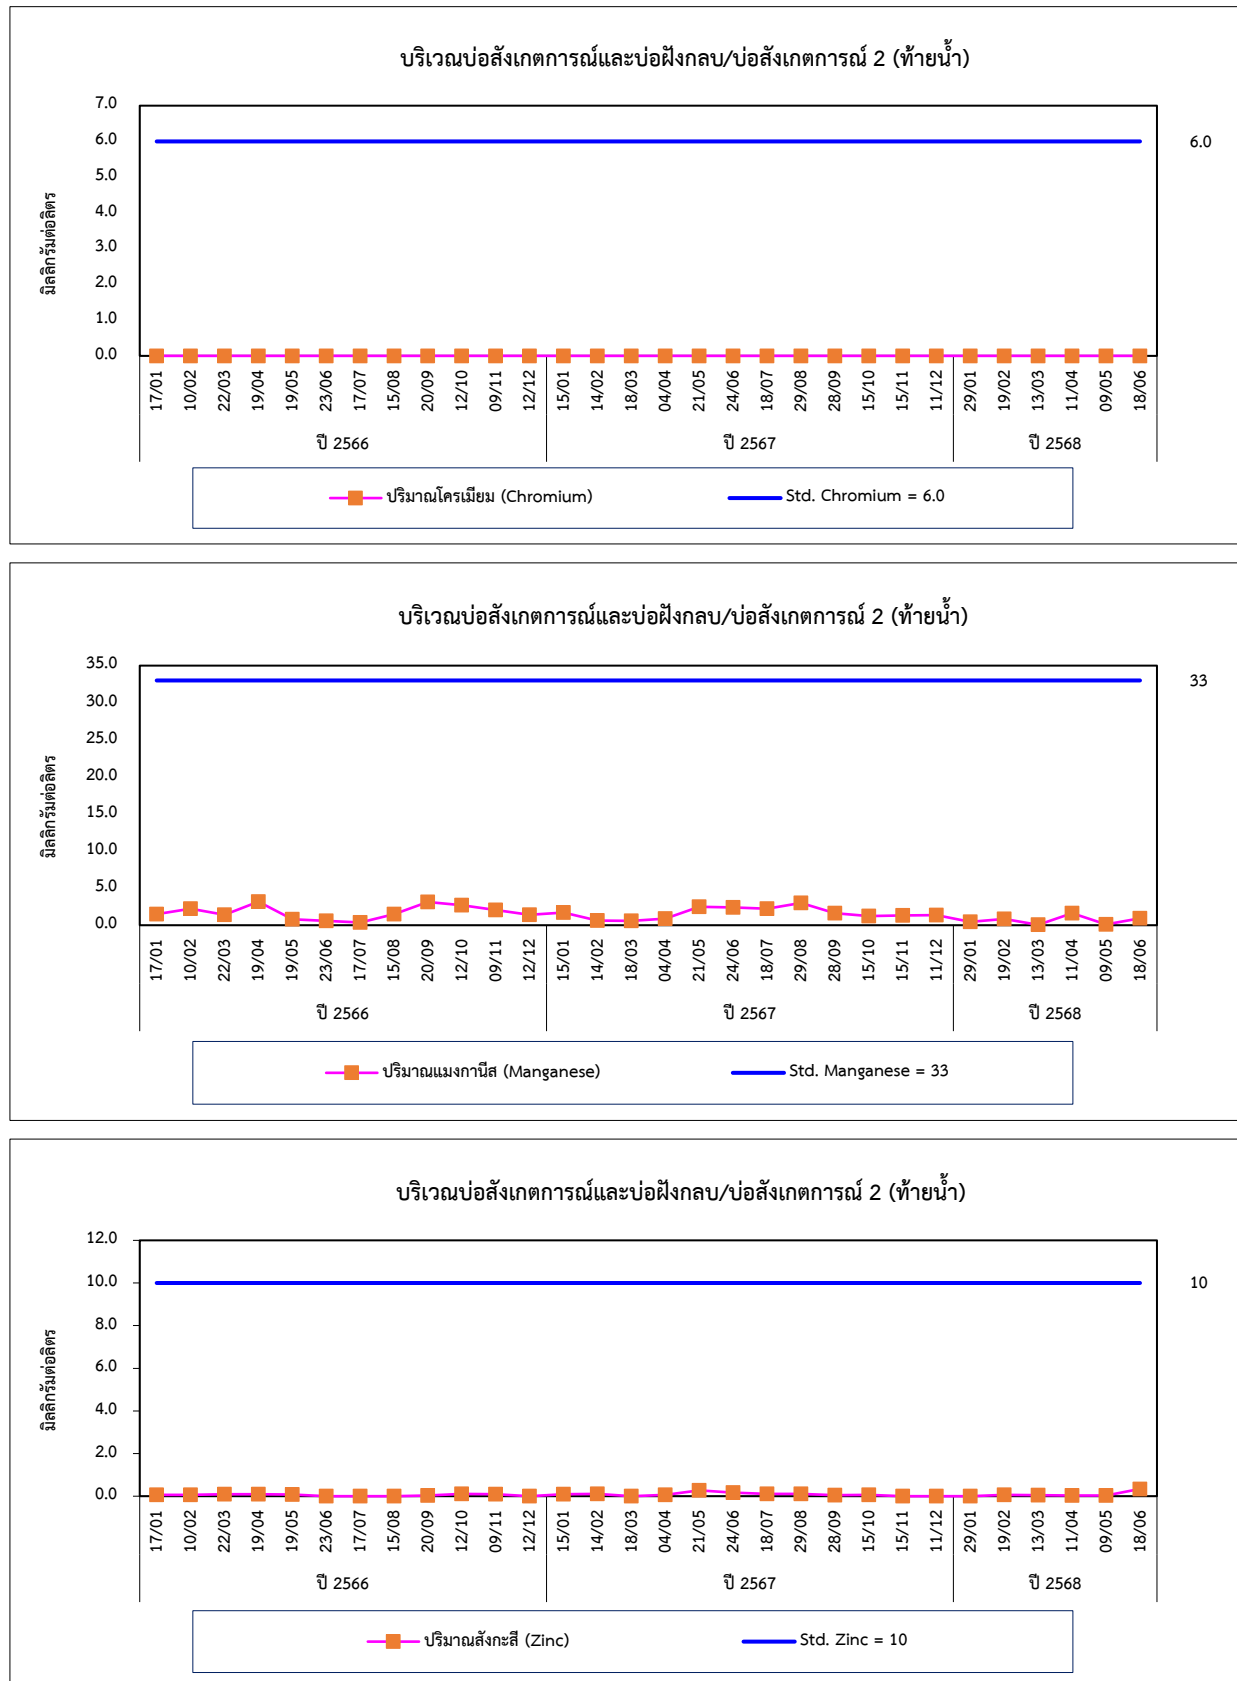 บริเวณบ่อสังเกตการณ์และบ่อฝังกลบ/บ่อสังเกตการณ์ 2 (ท้ายน้ำ)
มิลลิกรัมต่อลิตร
7.0
6.0
5.0
4.0
3.0
2.0
1.0
0.0
6.0
17/01 10/02 22/03 19/04 19/05 23/06 17/07 15/08 20/09 12/10 09/11 12/12 15/01 14/02 18/03 04/04 21/05 24/06 18/07 29/08 28/09 15/10 15/11 11/12 29/01 19/02 13/03 11/04 09/05 18/06
ปี 2566 ปี 2567 ปี 2568
ปริมาณโครเมียม (Chromium) Std. Chromium = 6.0
บริเวณบ่อสังเกตการณ์และบ่อฝังกลบ/บ่อสังเกตการณ์ 2 (ท้ายน้ำ)
มิลลิกรัมต่อลิตร
35.0
30.0
25.0
20.0
15.0
10.0
5.0
0.0
33
17/01 10/02 22/03 19/04 19/05 23/06 17/07 15/08 20/09 12/10 09/11 12/12 15/01 14/02 18/03 04/04 21/05 24/06 18/07 29/08 28/09 15/10 15/11 11/12 29/01 19/02 13/03 11/04 09/05 18/06
ปี 2566 ปี 2567 ปี 2568
ปริมาณแมงกานีส (Manganese) Std. Manganese = 33
บริเวณบ่อสังเกตการณ์และบ่อฝังกลบ/บ่อสังเกตการณ์ 2 (ท้ายน้ำ)
มิลลิกรัมต่อลิตร
12.0
10.0
8.0
6.0
4.0
2.0
0.0
10
17/01 10/02 22/03 19/04 19/05 23/06 17/07 15/08 20/09 12/10 09/11 12/12 15/01 14/02 18/03 04/04 21/05 24/06 18/07 29/08 28/09 15/10 15/11 11/12 29/01 19/02 13/03 11/04 09/05 18/06
ปี 2566 ปี 2567 ปี 2568
ปริมาณสังกะสี (Zinc) Std. Zinc = 10